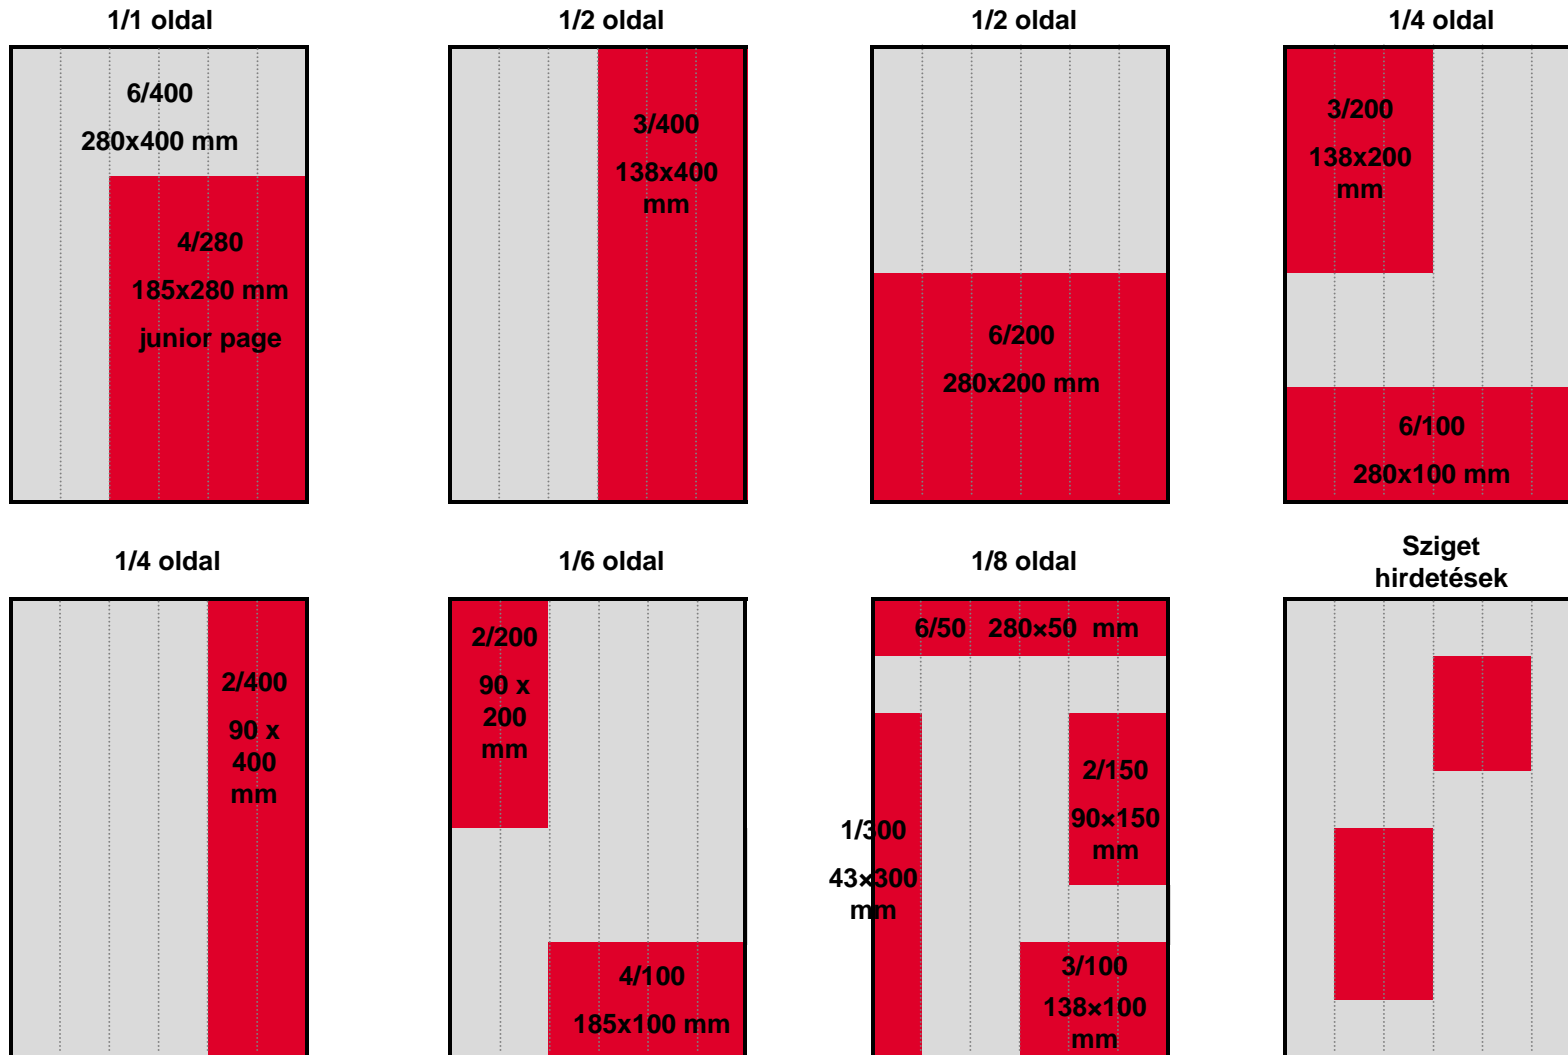 1/1 oldal
6/400
280x400 mm
4/280
185x280 mm
junior page
1/2 oldal
3/400
138x400
mm
1/2 oldal
6/200
280x200 mm
1/4 oldal
3/200
138x200
mm
6/100
280x100 mm
1/4 oldal
2/400
90 x
400
mm
1/6 oldal
2/200
90 x
200
mm
4/100
185x100 mm
1/8 oldal
6/50 280×50 mm
2/150
90×150
mm
1/300
43×300
mm
3/100
138×100
mm
Sziget
hirdetések